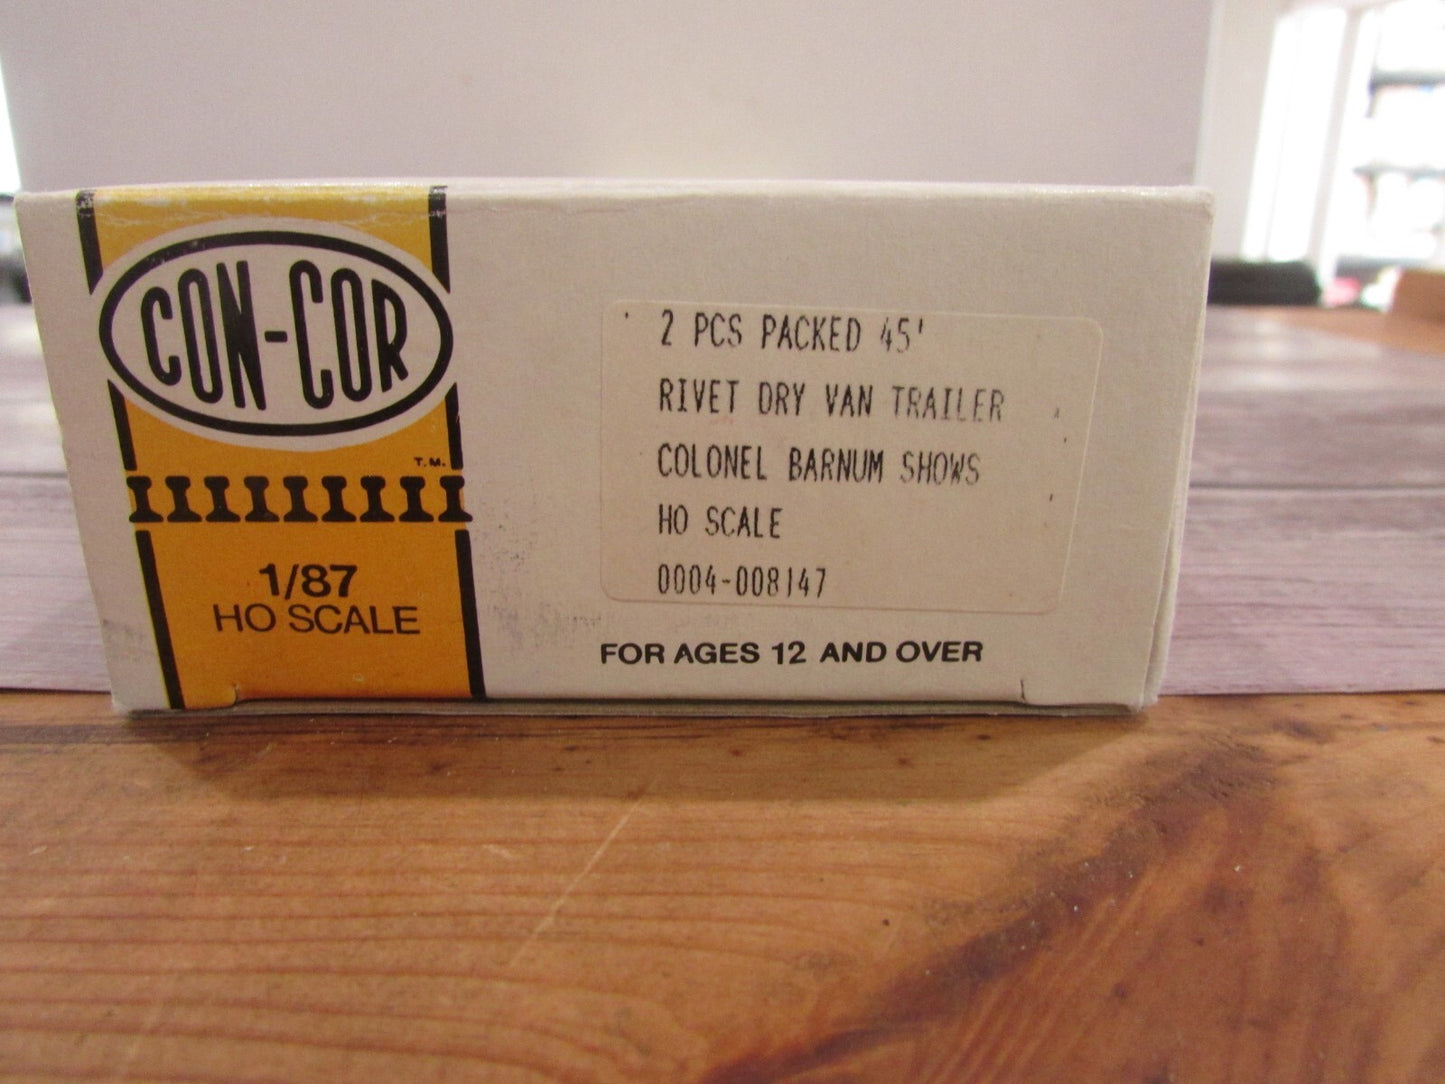 CON-COR
T.M.
1/87
HO SCALE
2 PCS PACKED 45'
RIVET DRY VAN TRAILER
COLONEL BARNUM SHOWS
HO SCALE
0004-008147
FOR AGES 12 AND OVER